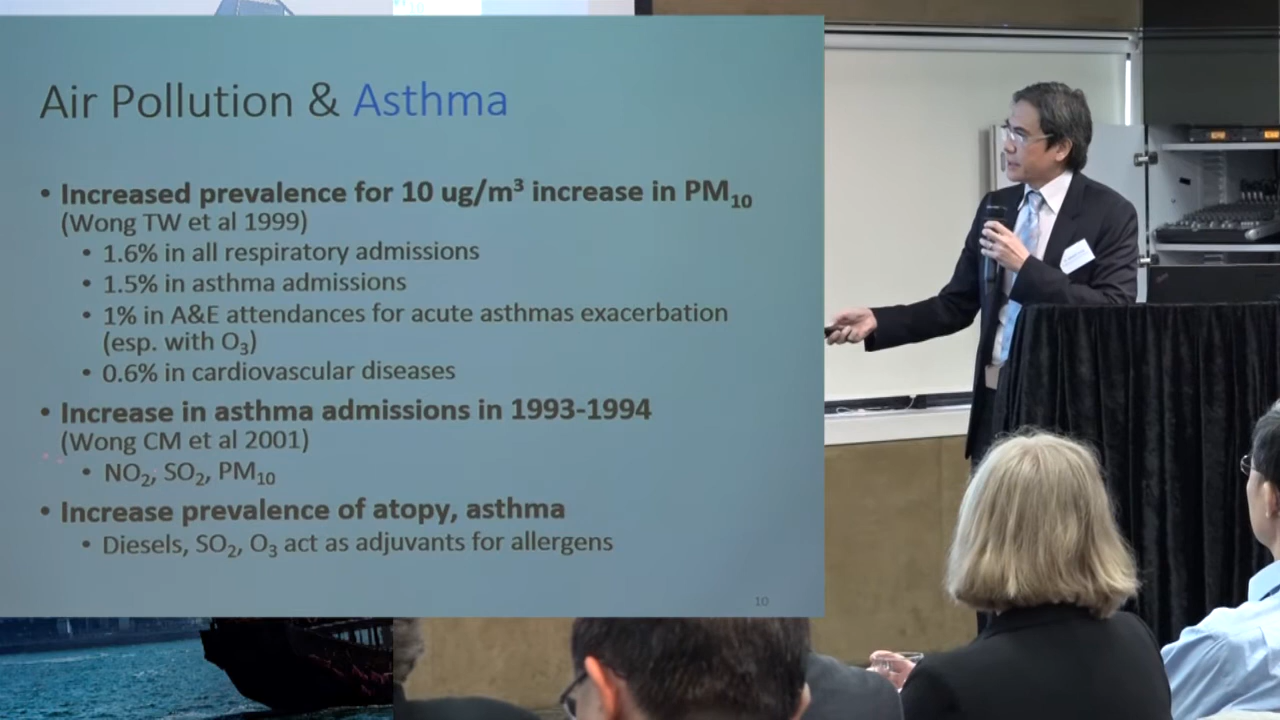 Air Pollution & Asthma
• Increased prevalence for 10 ug/m³ increase in PM₁₀
(Wong TW et al 1999)
• 1.6% in all respiratory admissions
• 1.5% in asthma admissions
• 1% in A&E attendances for acute asthmas exacerbation
(esp. with O₃)
• 0.6% in cardiovascular diseases
• Increase in asthma admissions in 1993-1994
(Wong CM et al 2001)
• NO₂, SO₂, PM₁₀
• Increase prevalence of atopy, asthma
• Diesels, SO₂, O₃ act as adjuvants for allergens
10